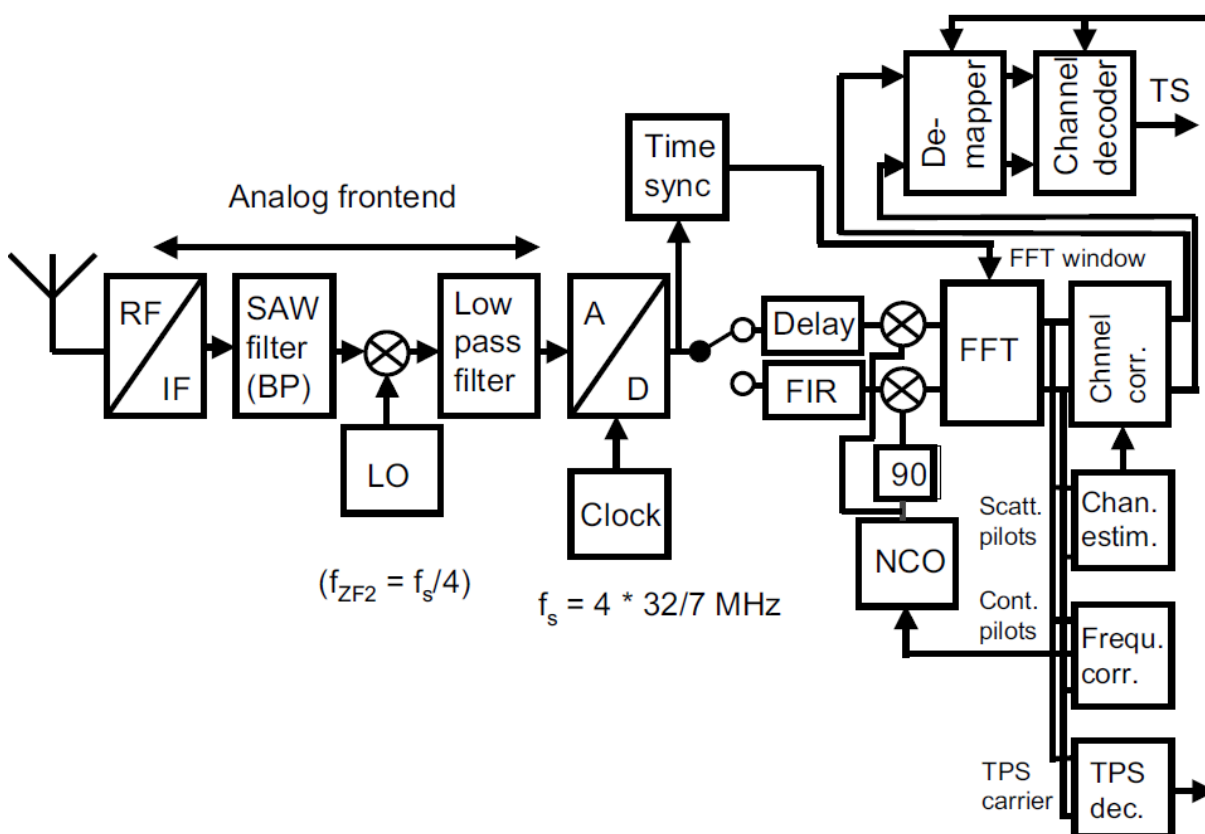 De-
mapper
Channel
decoder
TS
Time
sync
Analog frontend
FFT window
RF
IF
SAW
filter
(BP)
Low
pass
filter
A
D
Delay
FIR
FFT
Chnnel
corr.
LO
Clock
90
NCO
Scatt.
pilots
Chan.
estim.
(fZF2 = fs/4)
fs = 4 * 32/7 MHz
Cont.
pilots
Frequ.
corr.
TPS
carrier
TPS
dec.